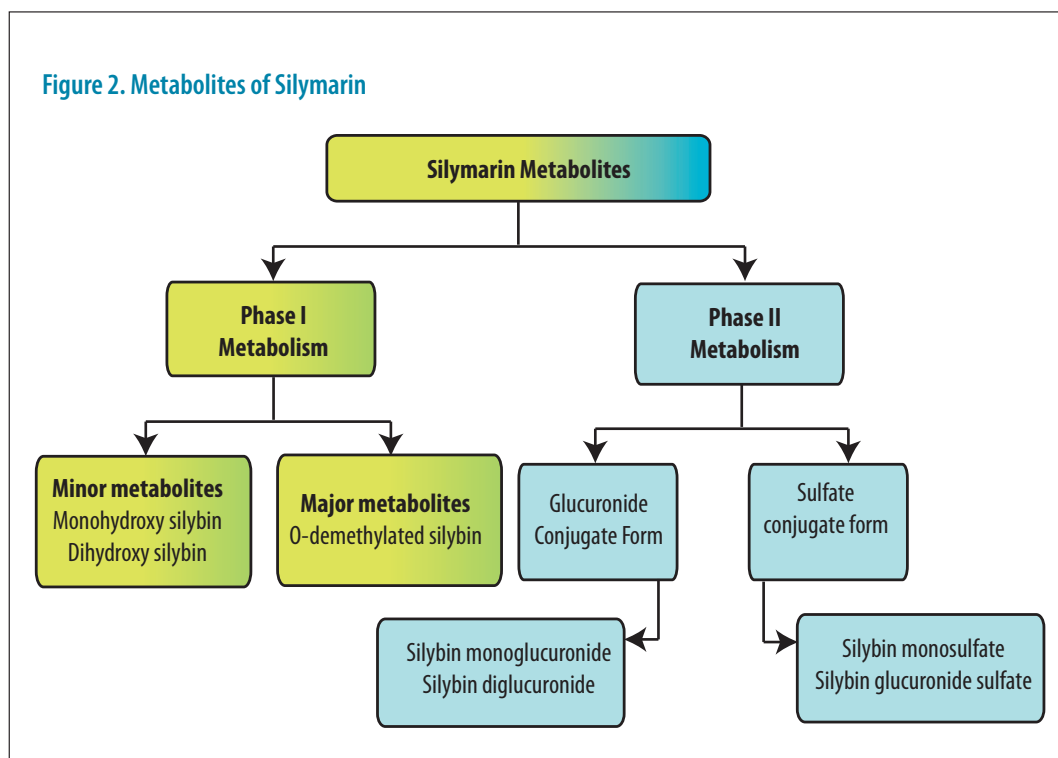 Figure 2. Metabolites of Silymarin
Silymarin Metabolites
Phase I
Metabolism
Phase II
Metabolism
Minor metabolites
Monohydroxy silybin
Dihydroxy silybin
Major metabolites
O-demethylated silybin
Glucuronide
Conjugate Form
Sulfate
conjugate form
Silybin monoglucuronide
Silybin diglucuronide
Silybin monosulfate
Silybin glucuronide sulfate